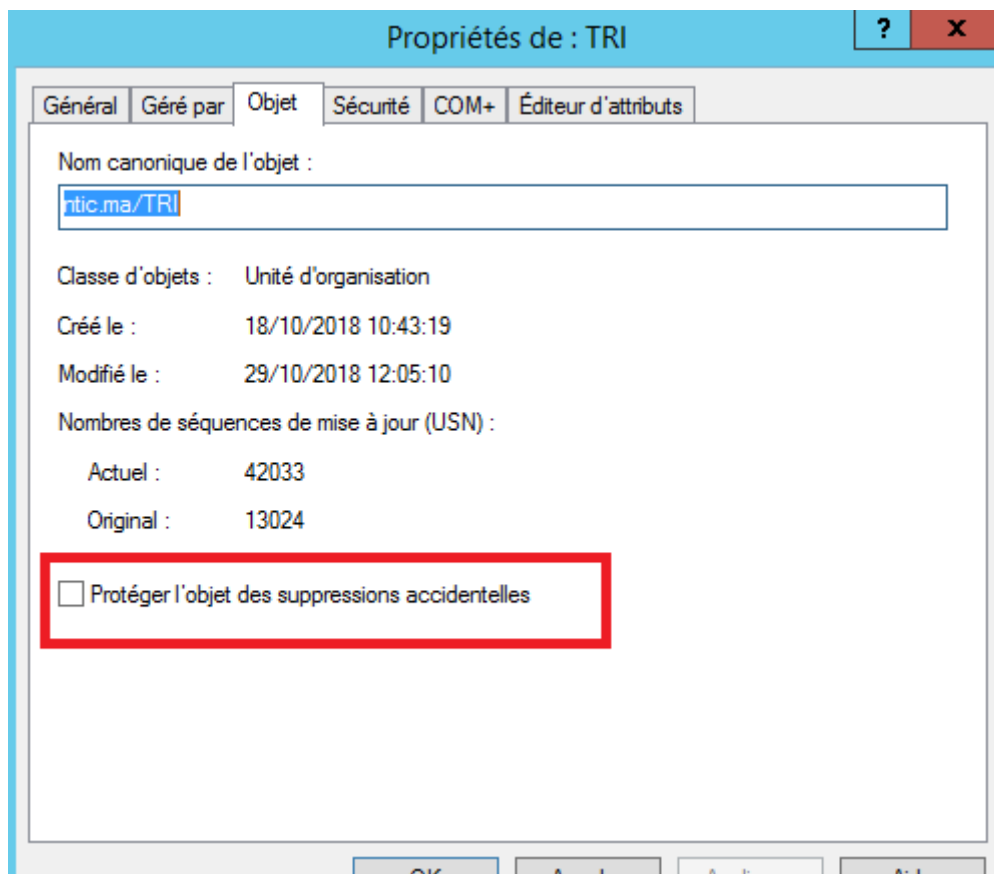 Propriétés de : TRI
?
x
Général Géré par Objet Sécurité COM+ Éditeur d'attributs
Nom canonique de l'objet :
ntic.ma/TRI
Classe d'objets : Unité d'organisation
Créé le : 18/10/2018 10:43:19
Modifié le : 29/10/2018 12:05:10
Nombres de séquences de mise à jour (USN) :
Actuel : 42033
Original : 13024
Protéger l'objet des suppressions accidentelles